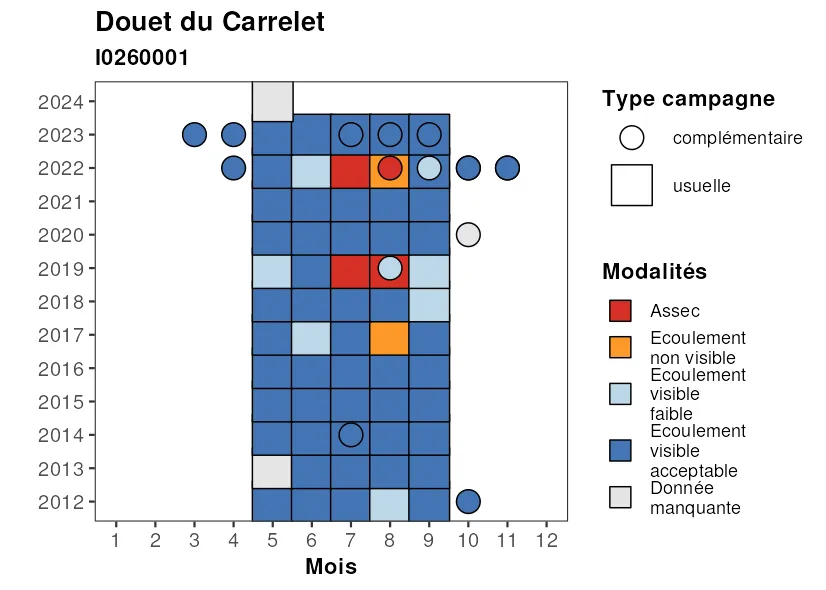 Douet du Carrelet
I0260001
2024
2023
2022
2021
2020
2019
2018
2017
2016
2015
2014
2013
2012
1 2 3 4 5 6 7 8 9 10 11 12
Mois
Type campagne
complémentaire
usuelle
Modalités
Assec
Ecoulement
non visible
Ecoulement
visible
faible
Ecoulement
visible
acceptable
Donnée
manquante